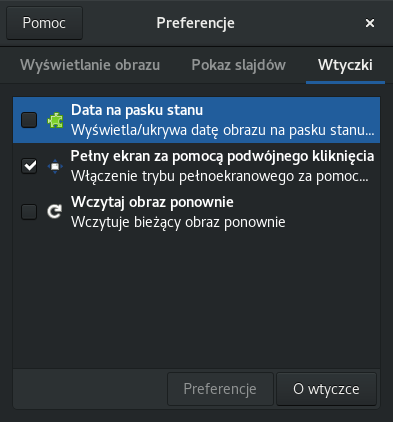 Pomoc
Preferencje
Wyświetlanie obrazu
Pokaz slajdów
Wtyczki
Data na pasku stanu
Wyświetla/ukrywa datę obrazu na pasku stanu...
Pełny ekran za pomocą podwójnego kliknięcia
Włączenie trybu pełnoekranowego za pomoc...
Wczytaj obraz ponownie
Wczytuje bieżący obraz ponownie
Preferencje
O wtyczce